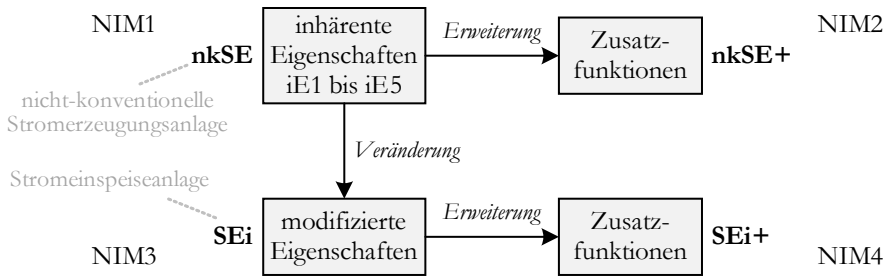 NIM1
nkSE
inhärente
Eigenschaften
iE1 bis iE5
Erweiterung
Zusatz-
funktionen
nkSE+
NIM2
nicht-konventionelle
Stromerzeugungsanlage
Veränderung
Stromeinspeiseanlage
NIM3
SEi
modifizierte
Eigenschaften
Erweiterung
Zusatz-
funktionen
SEi+
NIM4